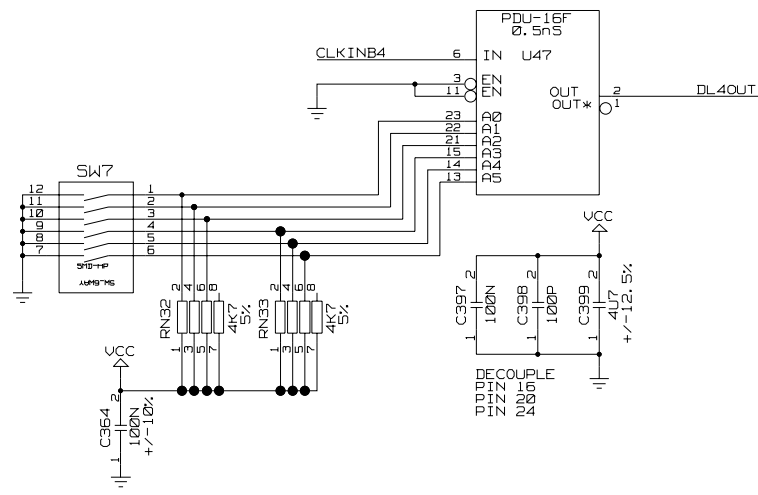 PDU-16F
0.5nS
CLKINB4
6
IN
U47
3
EN
11
EN
OUT
2
DL4OUT
OUT*
1
23
A0
22
A1
21
A2
15
A3
14
A4
13
A5
SW7
12
1
11
2
10
3
9
4
8
5
7
6
SMD-HP
SW_6WAY
VCC
2
4
6
8
RN32
4K7
5%
1
3
5
7
2
4
6
8
RN33
4K7
5%
1
3
5
7
2
C397
100N
1
2
C398
100P
1
2
C399
4U7
+/-12.5%
1
VCC
2
C364
100N
+/-10%
1
DECOUPLE
PIN 16
PIN 20
PIN 24